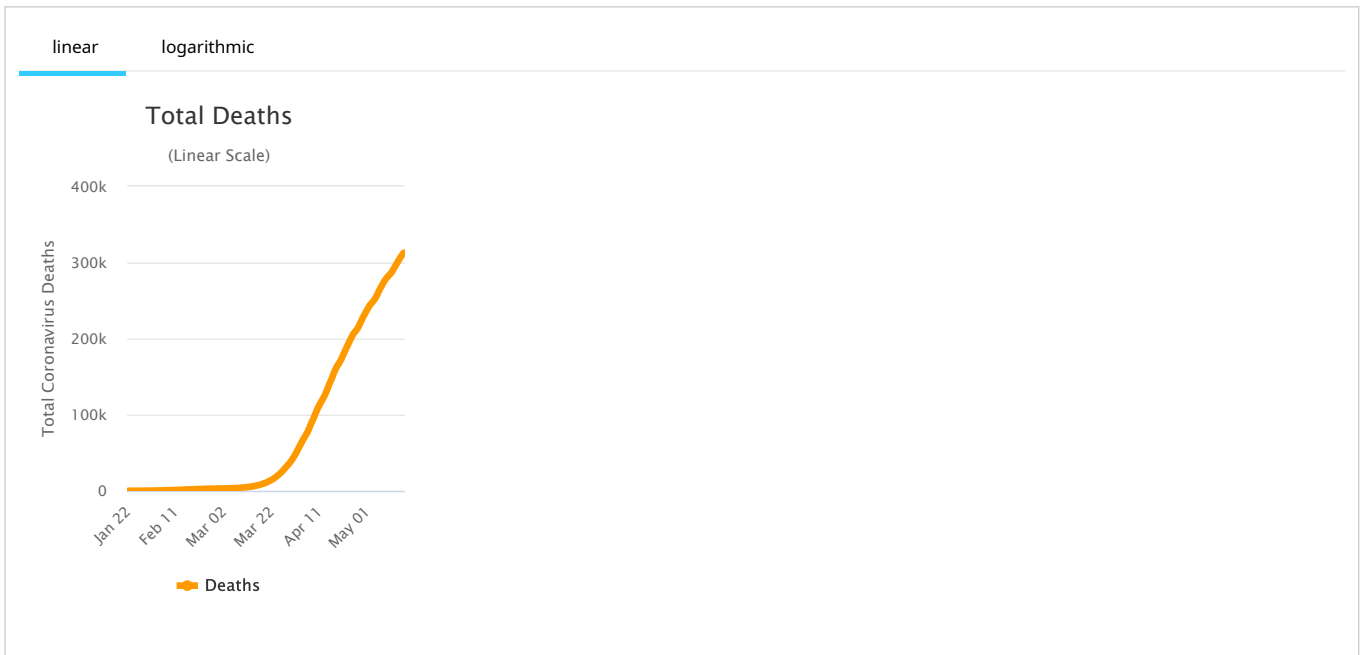 linear logarithmic
Total Deaths
(Linear Scale)
Total Coronavirus Deaths
400k
300k
200k
100k
0
Jan 22 Feb 11 Mar 02 Mar 22 Apr 11 May 01
Deaths